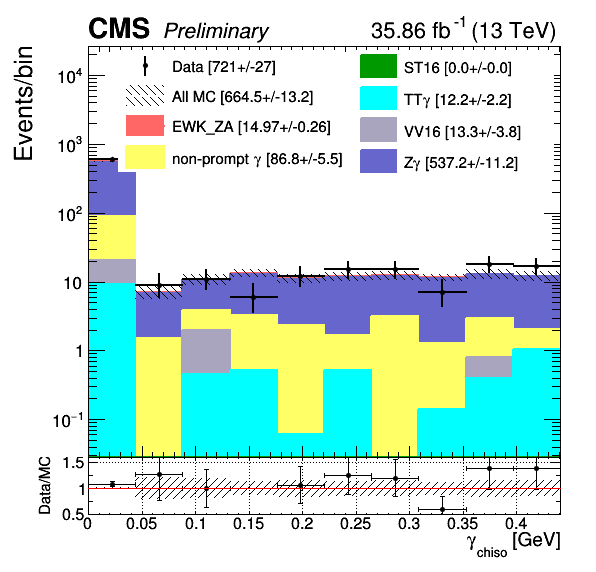 CMS Preliminary 35.86 fb⁻¹ (13 TeV)
Events/bin
Data [721+/-27]
All MC [664.5+/-13.2]
EWK_ZA [14.97+/-0.26]
non-prompt γ [86.8+/-5.5]
ST16 [0.0+/-0.0]
TTγ [12.2+/-2.2]
VV16 [13.3+/-3.8]
Zγ [537.2+/-11.2]
10⁴
10³
10²
10
1
10⁻¹
Data/MC
1.5
1
0.5
0 0.05 0.1 0.15 0.2 0.25 0.3 0.35 0.4
γchiso [GeV]